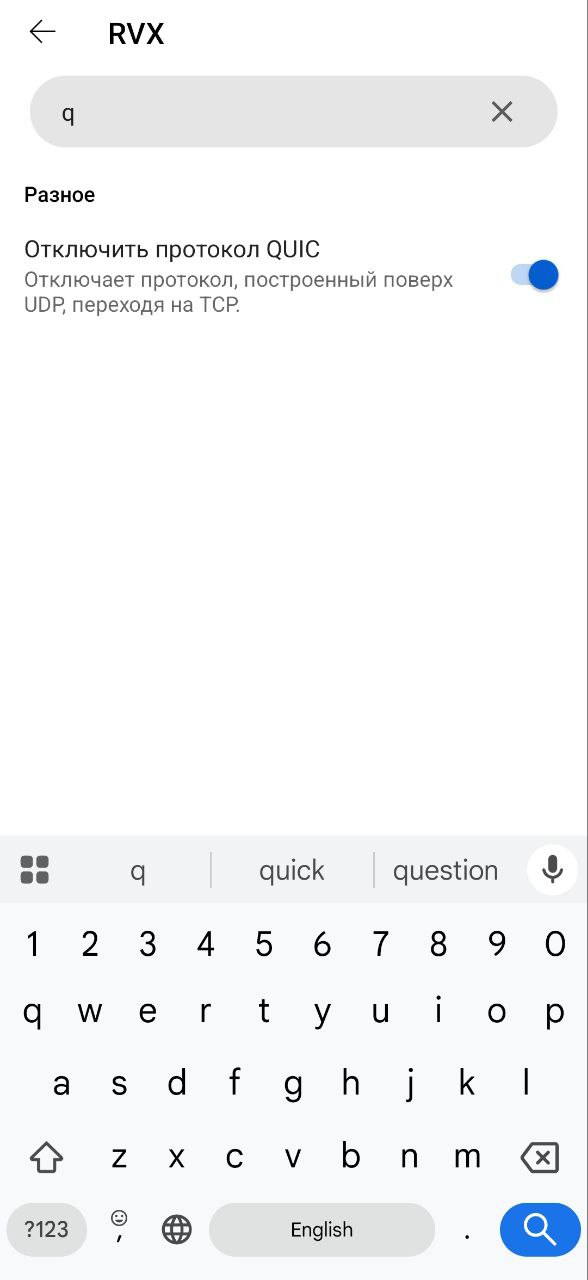 RVX
q
Разное
Отключить протокол QUIC
Отключает протокол, построенный поверх
UDP, переходя на TCP.
q quick question
1 2 3 4 5 6 7 8 9 0
q w e r t y u i o p
a s d f g h j k l
z x c v b n m
?123 , English .